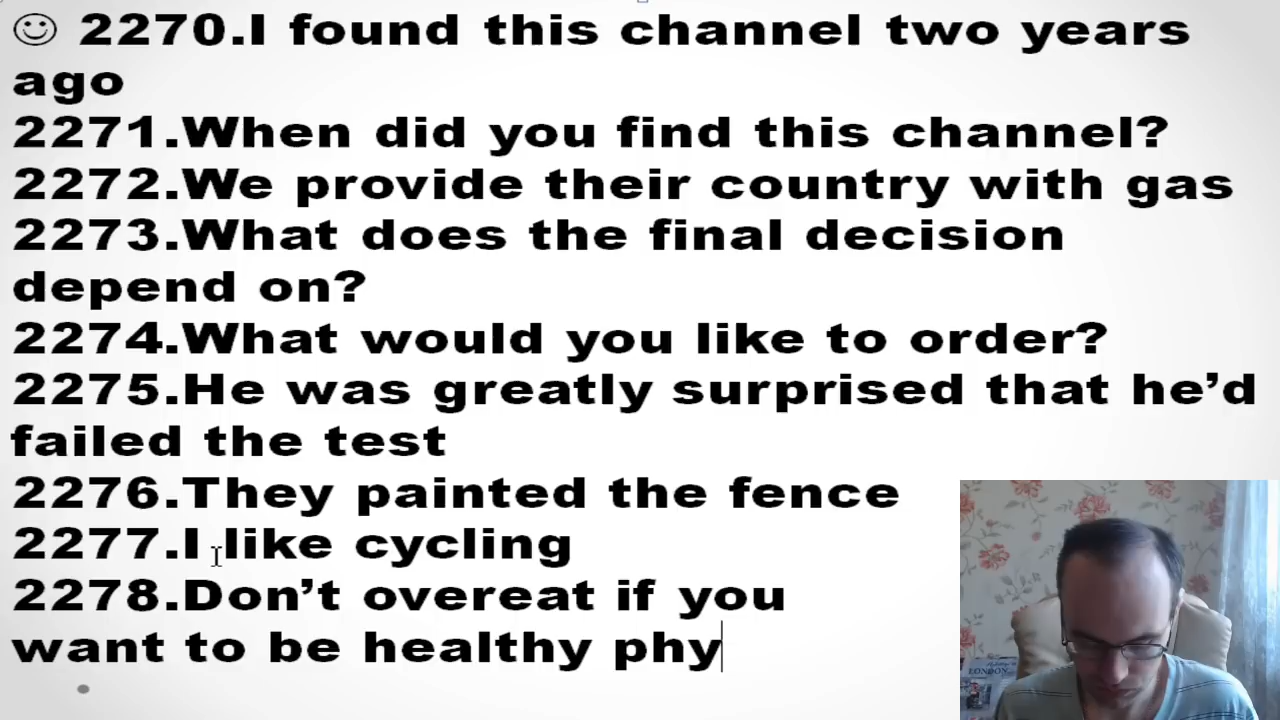 ☺ 2270.I found this channel two years
ago
2271.When did you find this channel?
2272.We provide their country with gas
2273.What does the final decision
depend on?
2274.What would you like to order?
2275.He was greatly surprised that he’d
failed the test
2276.They painted the fence
2277.I like cycling
2278.Don’t overeat if you
want to be healthy phy
LONDON